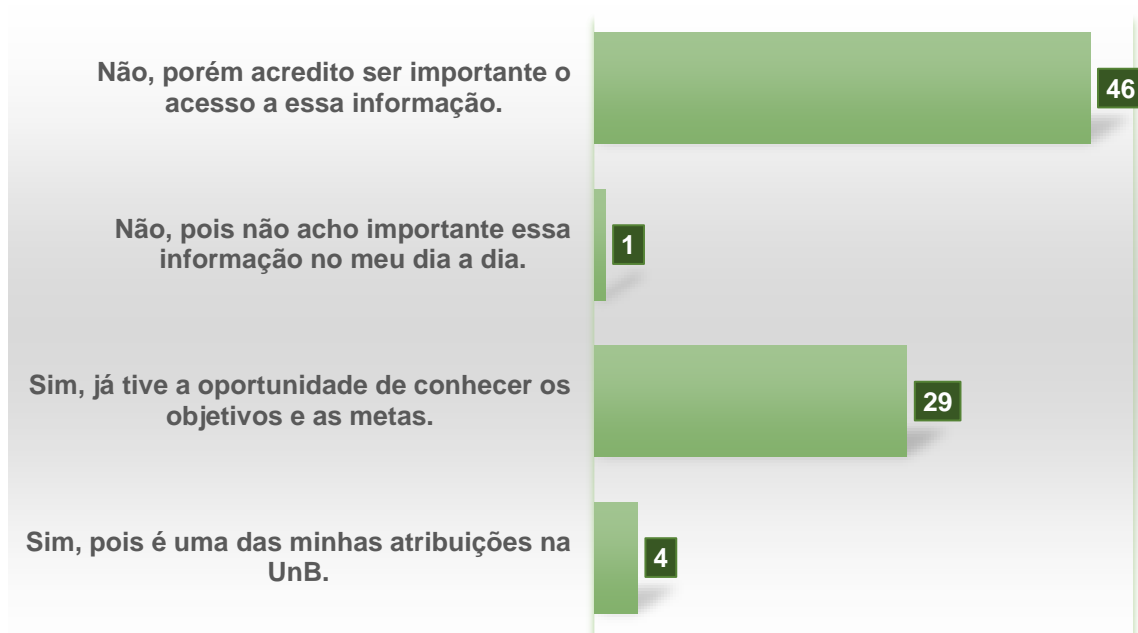 Não, porém acredito ser importante o
acesso a essa informação.
46
Não, pois não acho importante essa
informação no meu dia a dia.
1
Sim, já tive a oportunidade de conhecer os
objetivos e as metas.
29
Sim, pois é uma das minhas atribuições na
UnB.
4